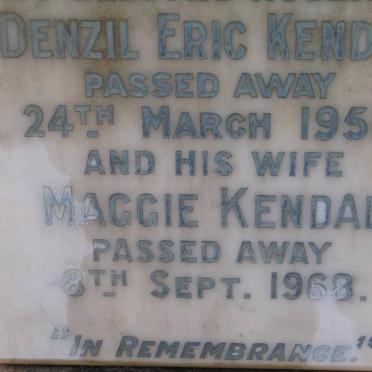 DENZIL ERIC KEND
PASSED AWAY
24TH MARCH 195
AND HIS WIFE
MAGGIE KENDAL
PASSED AWAY
8TH SEPT. 1968.
"IN REMEMBRANCE."